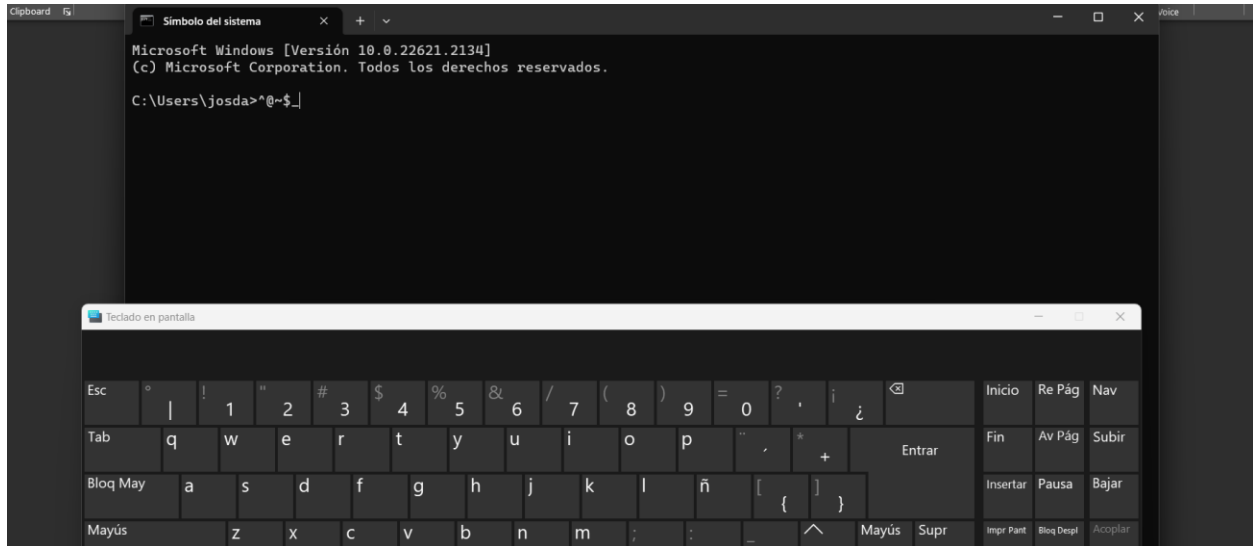 Clipboard
Símbolo del sistema
Voice
Microsoft Windows [Versión 10.0.22621.2134]
(c) Microsoft Corporation. Todos los derechos reservados.
C:\Users\josda>^@~$_
Teclado en pantalla
Esc ° | ! 1 " 2 # 3 $ 4 % 5 & 6 / 7 ( 8 ) 9 = 0 ? ' ¡ ¿ Inicio Re Pág Nav
Tab q w e r t y u i o p ¨ ´ * + Entrar Fin Av Pág Subir
Bloq May a s d f g h j k l ñ [ { ] } Insertar Pausa Bajar
Mayús z x c v b n m ; : _ Mayús Supr Impr Pant Bloq Despl Acoplar